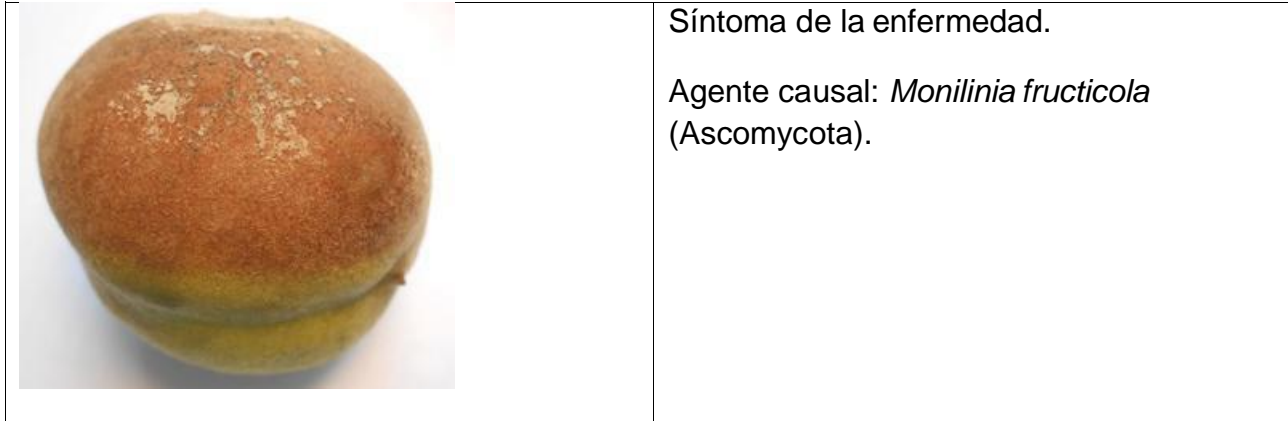 Síntoma de la enfermedad.
Agente causal: Monilinia fructicola
(Ascomycota).